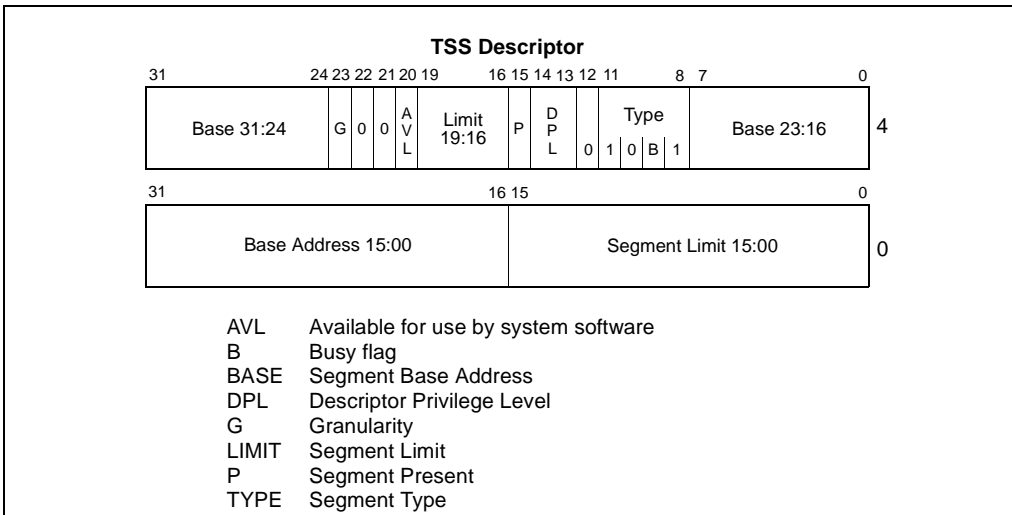 TSS Descriptor
31 24 23 22 21 20 19 16 15 14 13 12 11 8 7 0
Base 31:24 G 0 0 AVL Limit 19:16 P DPL 0 Type 1 0 B 1 Base 23:16 4
31 16 15 0
Base Address 15:00 Segment Limit 15:00 0
AVL Available for use by system software
B Busy flag
BASE Segment Base Address
DPL Descriptor Privilege Level
G Granularity
LIMIT Segment Limit
P Segment Present
TYPE Segment Type